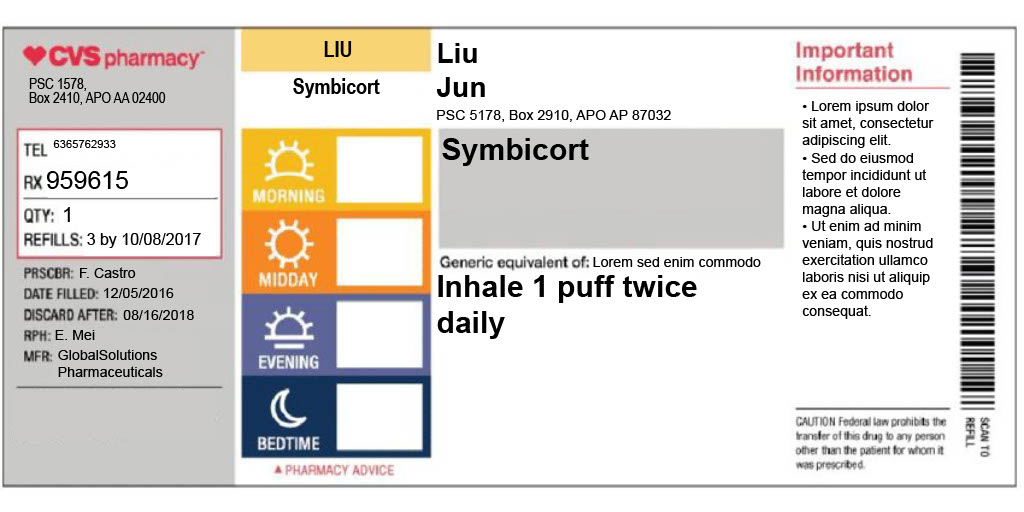 CVS pharmacy
PSC 1578,
Box 2410, APO AA 02400
TEL 6365762933
RX 959615
QTY: 1
REFILLS: 3 by 10/08/2017
PRSCBR: F. Castro
DATE FILLED: 12/05/2016
DISCARD AFTER: 08/16/2018
RPH: E. Mei
MFR: GlobalSolutions
Pharmaceuticals
LIU
Symbicort
MORNING
MIDDAY
EVENING
BEDTIME
▲ PHARMACY ADVICE
Liu
Jun
PSC 5178, Box 2910, APO AP 87032
Symbicort
Generic equivalent of: Lorem sed enim commodo
Inhale 1 puff twice
daily
Important
Information
• Lorem ipsum dolor
sit amet, consectetur
adipiscing elit.
• Sed do eiusmod
tempor incididunt ut
labore et dolore
magna aliqua.
• Ut enim ad minim
veniam, quis nostrud
exercitation ullamco
laboris nisi ut aliquip
ex ea commodo
consequat.
CAUTION Federal law prohibits the
transfer of this drug to any person
other than the patient for whom it
was prescribed.
SCAN TO
REFILL